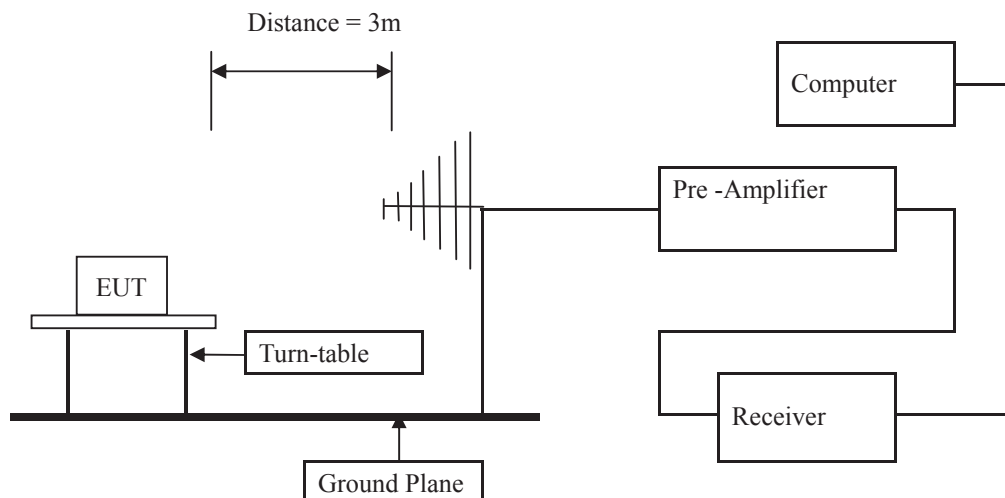 Distance = 3m
Computer
Pre -Amplifier
EUT
Turn-table
Receiver
Ground Plane